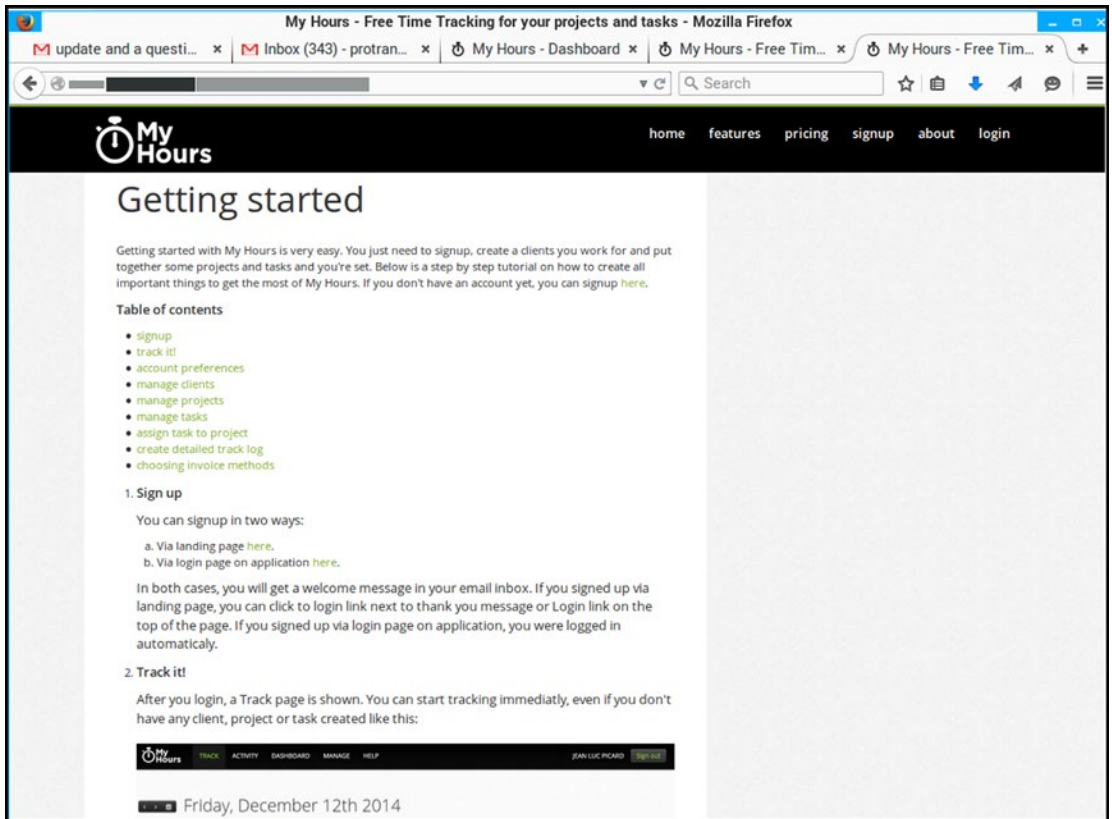 My Hours - Free Time Tracking for your projects and tasks - Mozilla Firefox
update and a questi...
Inbox (343) - protran...
My Hours - Dashboard
My Hours - Free Tim...
My Hours - Free Tim...
Search
My Hours
home features pricing signup about login
Getting started
Getting started with My Hours is very easy. You just need to signup, create a clients you work for and put
together some projects and tasks and you're set. Below is a step by step tutorial on how to create all
important things to get the most of My Hours. If you don't have an account yet, you can signup here.
Table of contents
• signup
• track it!
• account preferences
• manage clients
• manage projects
• manage tasks
• assign task to project
• create detailed track log
• choosing invoice methods
1. Sign up
You can signup in two ways:
a. Via landing page here.
b. Via login page on application here.
In both cases, you will get a welcome message in your email inbox. If you signed up via
landing page, you can click to login link next to thank you message or Login link on the
top of the page. If you signed up via login page on application, you were logged in
automaticaly.
2. Track it!
After you login, a Track page is shown. You can start tracking immediatly, even if you don't
have any client, project or task created like this:
My Hours TRACK ACTIVITY DASHBOARD MANAGE HELP JEAN LUC PICARD Sign out
Friday, December 12th 2014